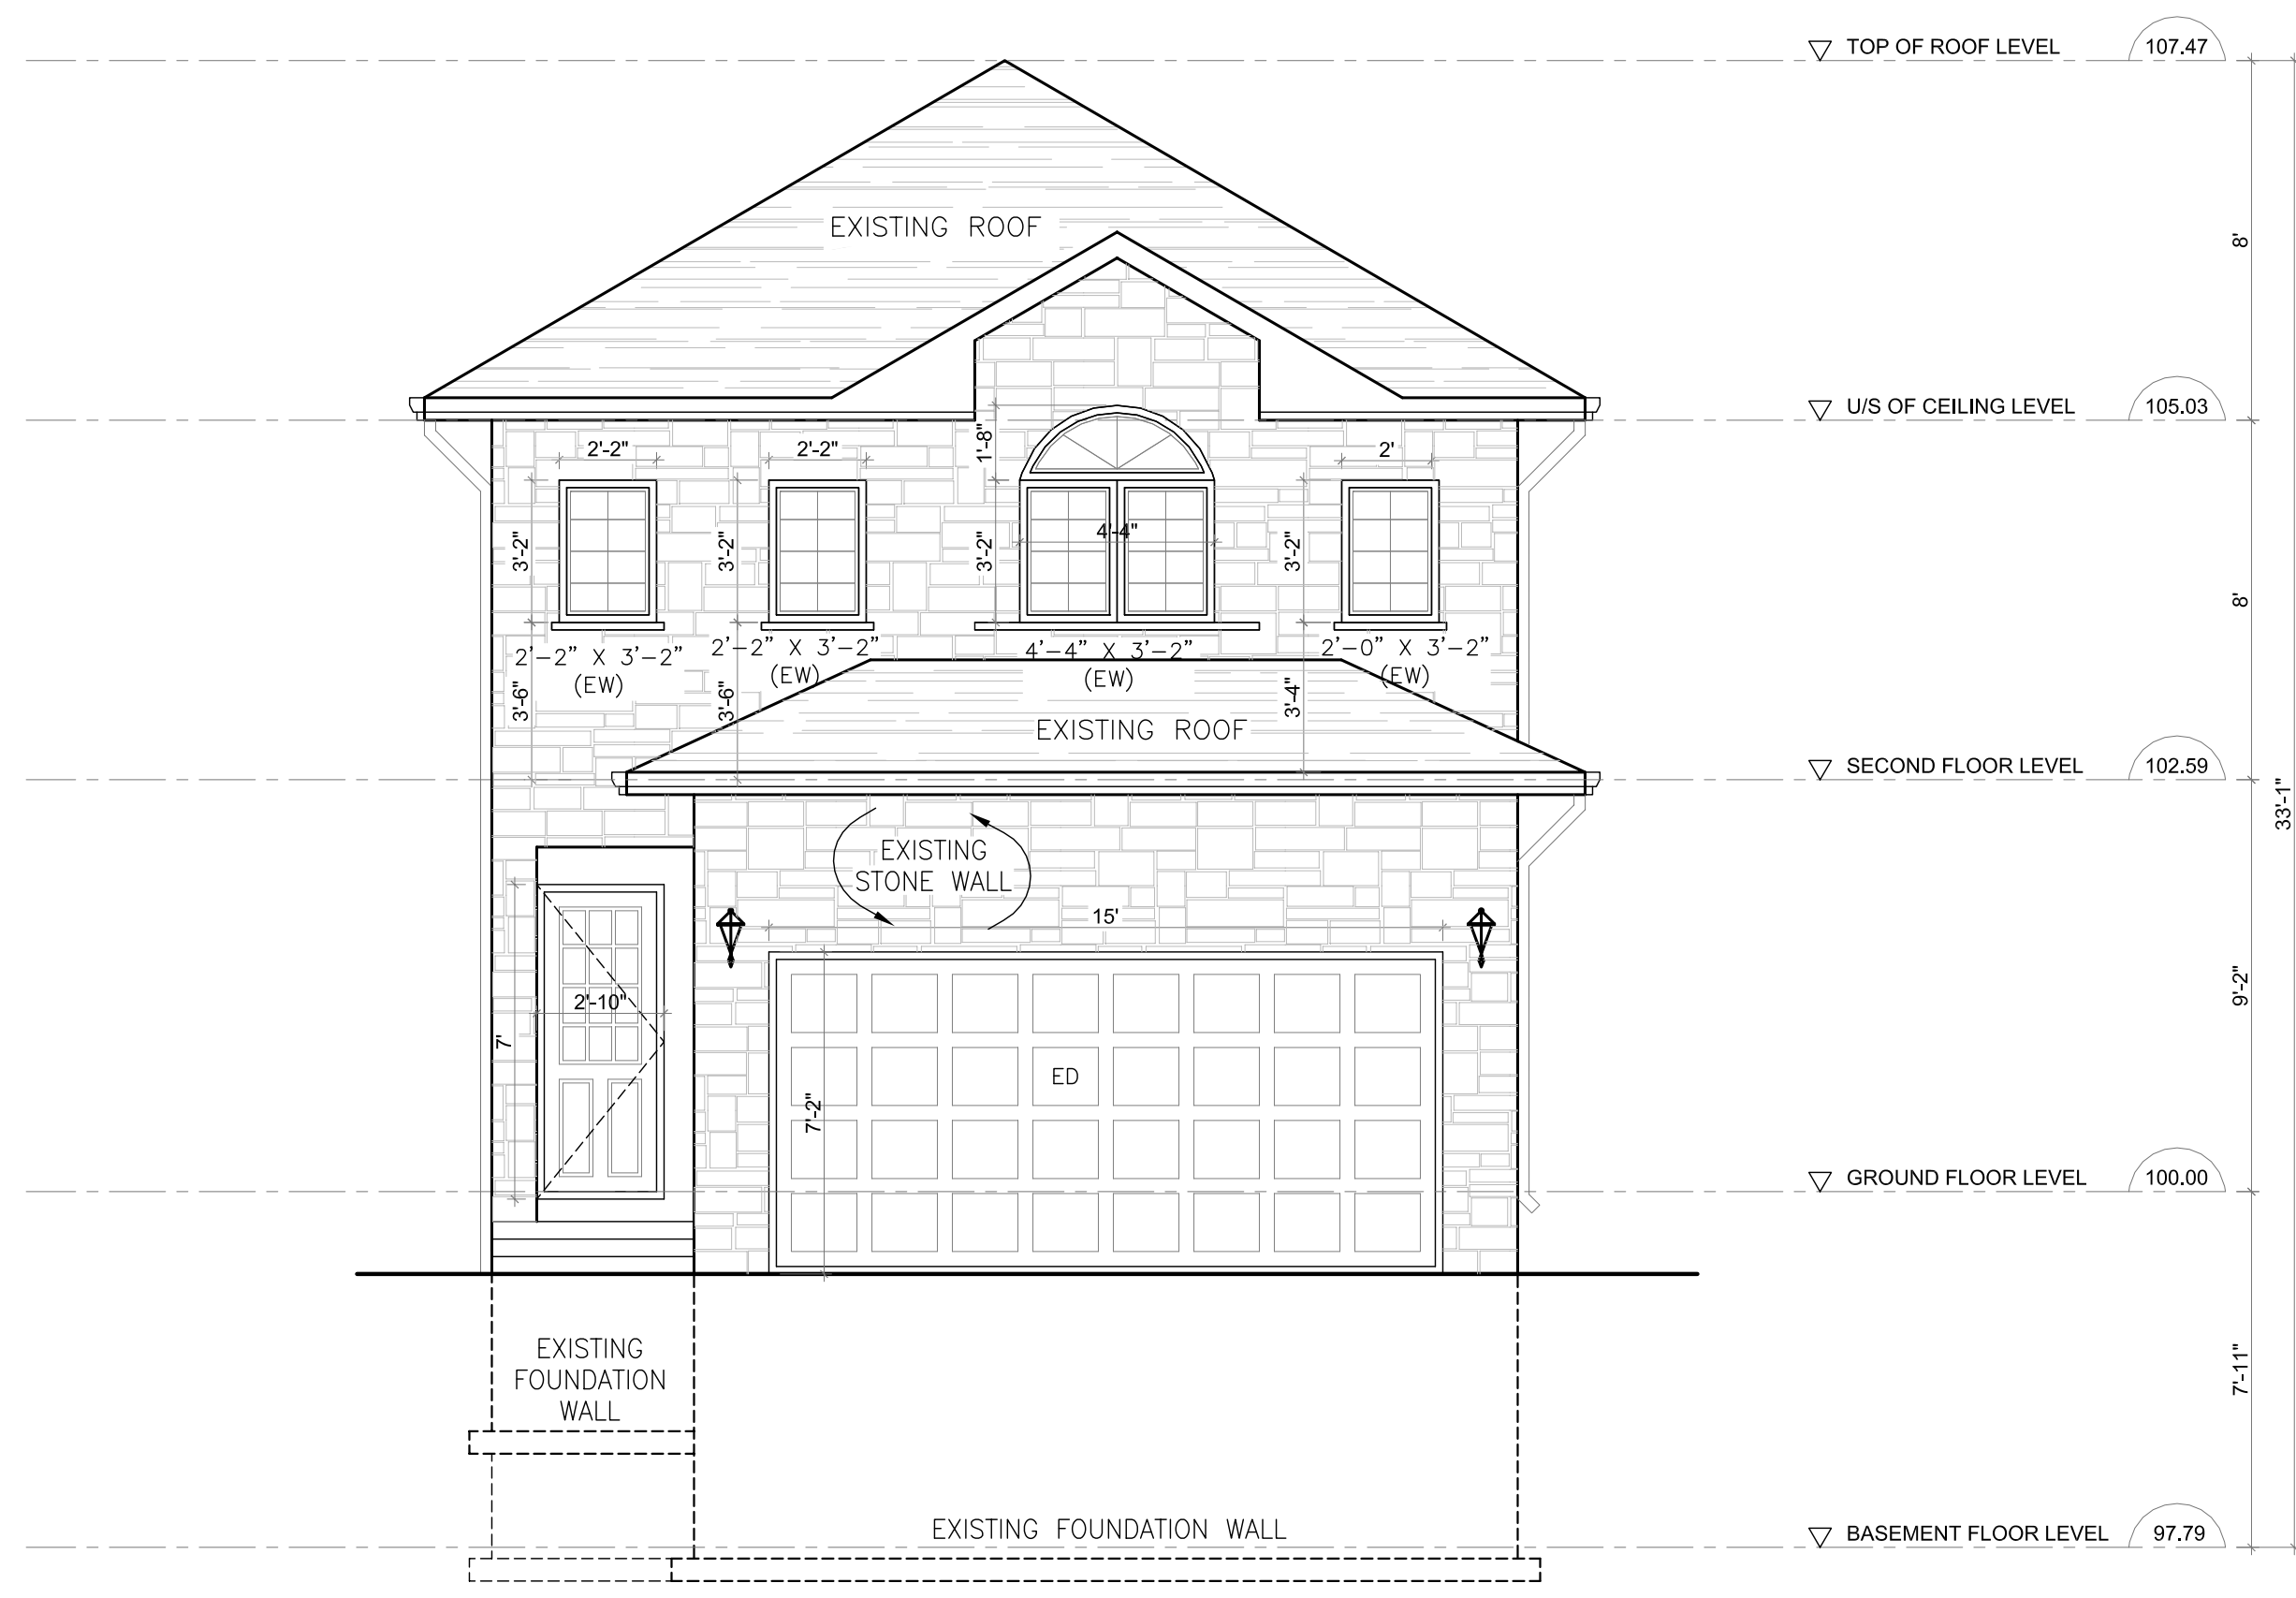 TOP OF ROOF LEVEL 107.47
8'
EXISTING ROOF
U/S OF CEILING LEVEL 105.03
2'-2"
2'-2"
1'-8"
2'
3'-2"
3'-2"
3'-2"
4'-4"
3'-2"
8'
2'-2" X 3'-2"
(EW)
2'-2" X 3'-2"
(EW)
4'-4" X 3'-2"
(EW)
2'-0" X 3'-2"
(EW)
3'-6"
3'-6"
3'-4"
EXISTING ROOF
SECOND FLOOR LEVEL 102.59
33'-1"
EXISTING
STONE WALL
15'
2'-10"
7'
9'-2"
ED
7'-2"
GROUND FLOOR LEVEL 100.00
EXISTING
FOUNDATION
WALL
7'-11"
EXISTING FOUNDATION WALL
BASEMENT FLOOR LEVEL 97.79